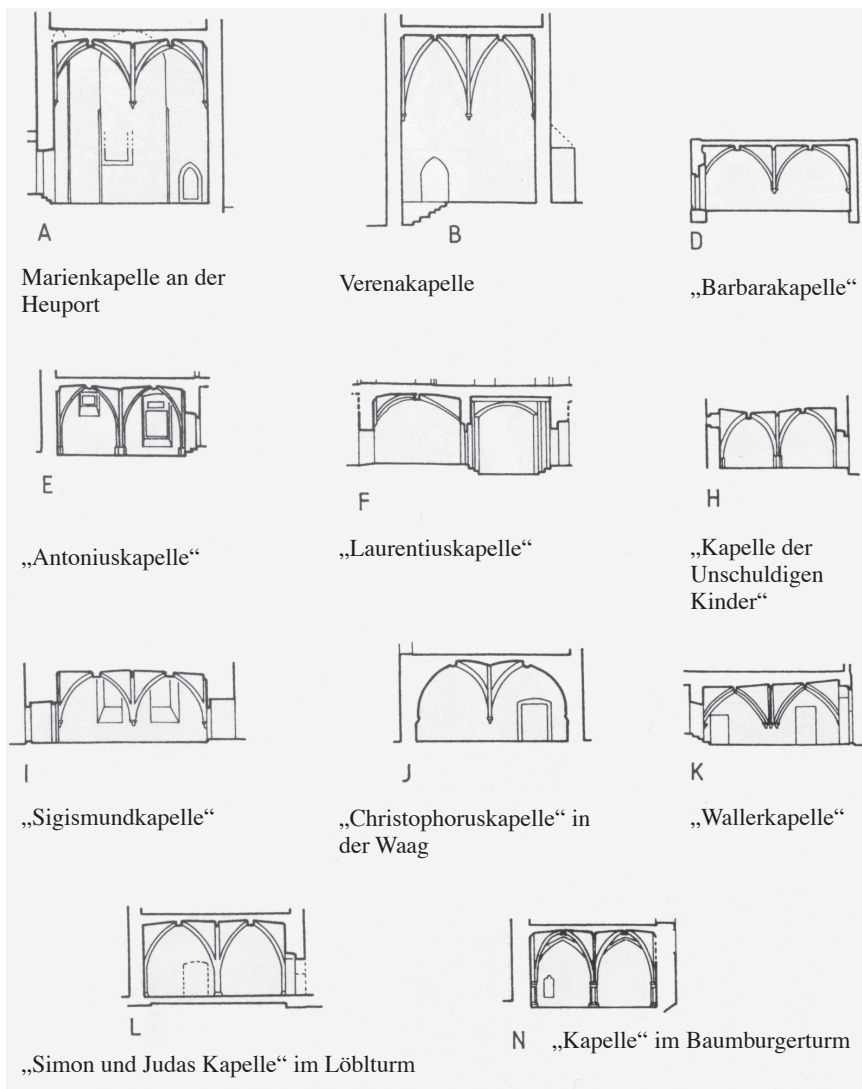 A
Marienkapelle an der
Heuport
B
Verenakapelle
D
„Barbarakapelle“
E
„Antoniuskapelle“
F
„Laurentiuskapelle“
H
„Kapelle der
Unschuldigen
Kinder“
I
„Sigismundkapelle“
J
„Christophoruskapelle“ in
der Waag
K
„Wallerkapelle“
L
„Simon und Judas Kapelle“ im Löblturm
N „Kapelle“ im Baumburgerturm